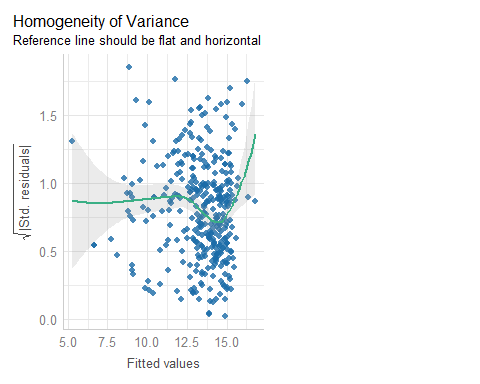 Homogeneity of Variance
Reference line should be flat and horizontal
√|Std. residuals|
1.5
1.0
0.5
0.0
5.0 7.5 10.0 12.5 15.0
Fitted values